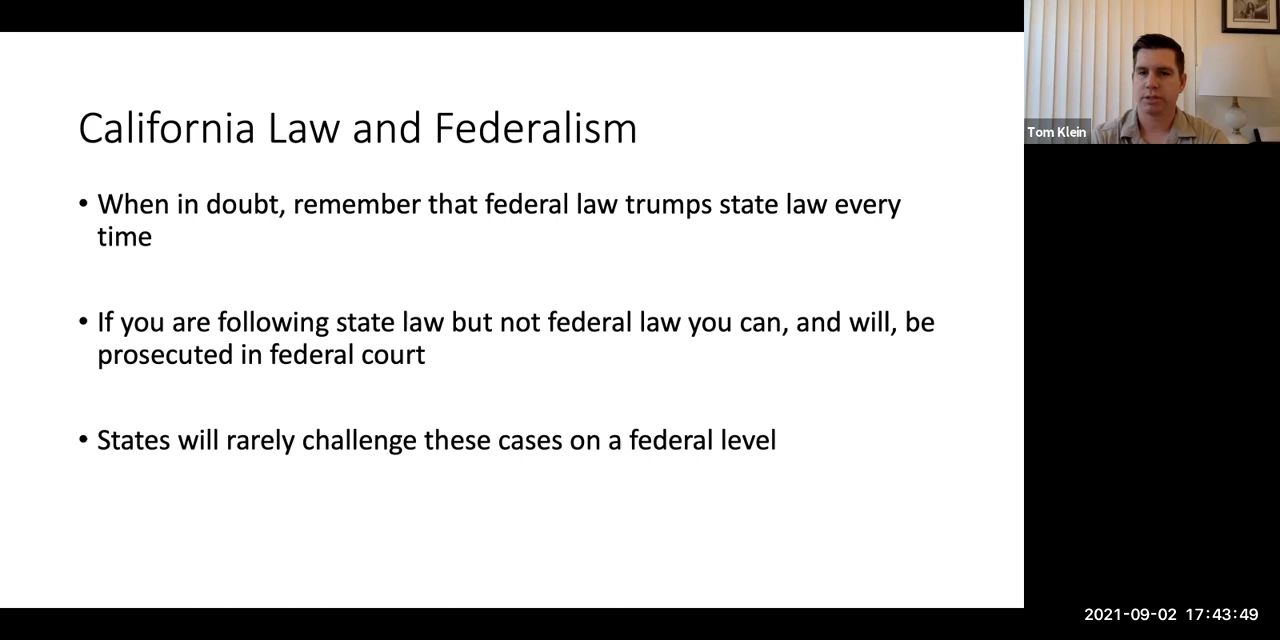 California Law and Federalism
• When in doubt, remember that federal law trumps state law every
time
• If you are following state law but not federal law you can, and will, be
prosecuted in federal court
• States will rarely challenge these cases on a federal level
Tom Klein
2021-09-02 17:43:49